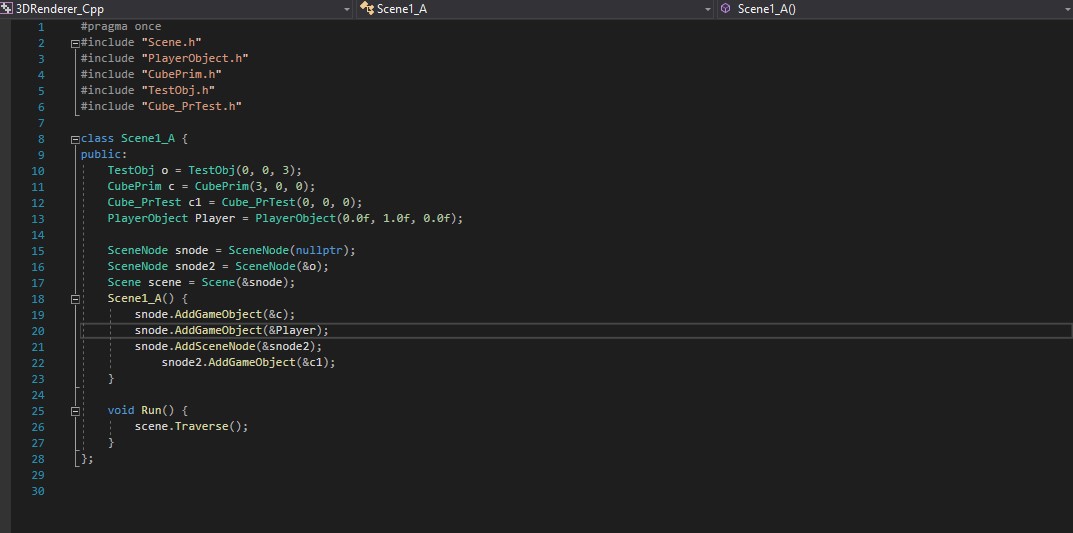 3DRenderer_Cpp Scene1_A Scene1_A()
1 #pragma once
2 #include "Scene.h"
3 #include "PlayerObject.h"
4 #include "CubePrim.h"
5 #include "TestObj.h"
6 #include "Cube_PrTest.h"
7
8 class Scene1_A {
9 public:
10     TestObj o = TestObj(0, 0, 3);
11     CubePrim c = CubePrim(3, 0, 0);
12     Cube_PrTest c1 = Cube_PrTest(0, 0, 0);
13     PlayerObject Player = PlayerObject(0.0f, 1.0f, 0.0f);
14
15     SceneNode snode = SceneNode(nullptr);
16     SceneNode snode2 = SceneNode(&o);
17     Scene scene = Scene(&snode);
18     Scene1_A() {
19         snode.AddGameObject(&c);
20         snode.AddGameObject(&Player);
21         snode.AddSceneNode(&snode2);
22             snode2.AddGameObject(&c1);
23     }
24
25     void Run() {
26         scene.Traverse();
27     }
28 };
29
30